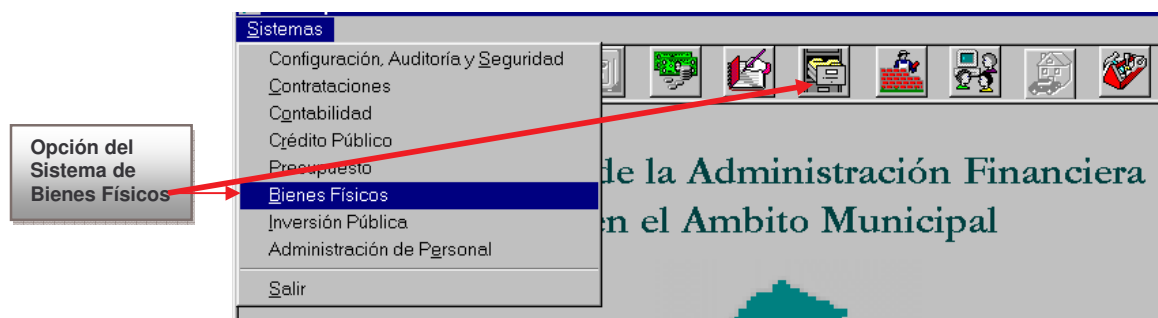 Sistemas
Configuración, Auditoría y Seguridad
Contrataciones
Contabilidad
Crédito Público
Presupuesto
Bienes Físicos
Inversión Pública
Administración de Personal
Salir
Opción del
Sistema de
Bienes Físicos
de la Administración Financiera
en el Ambito Municipal